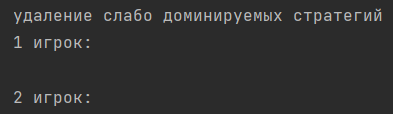 удаление слабо доминируемых стратегий
1 игрок:
2 игрок: